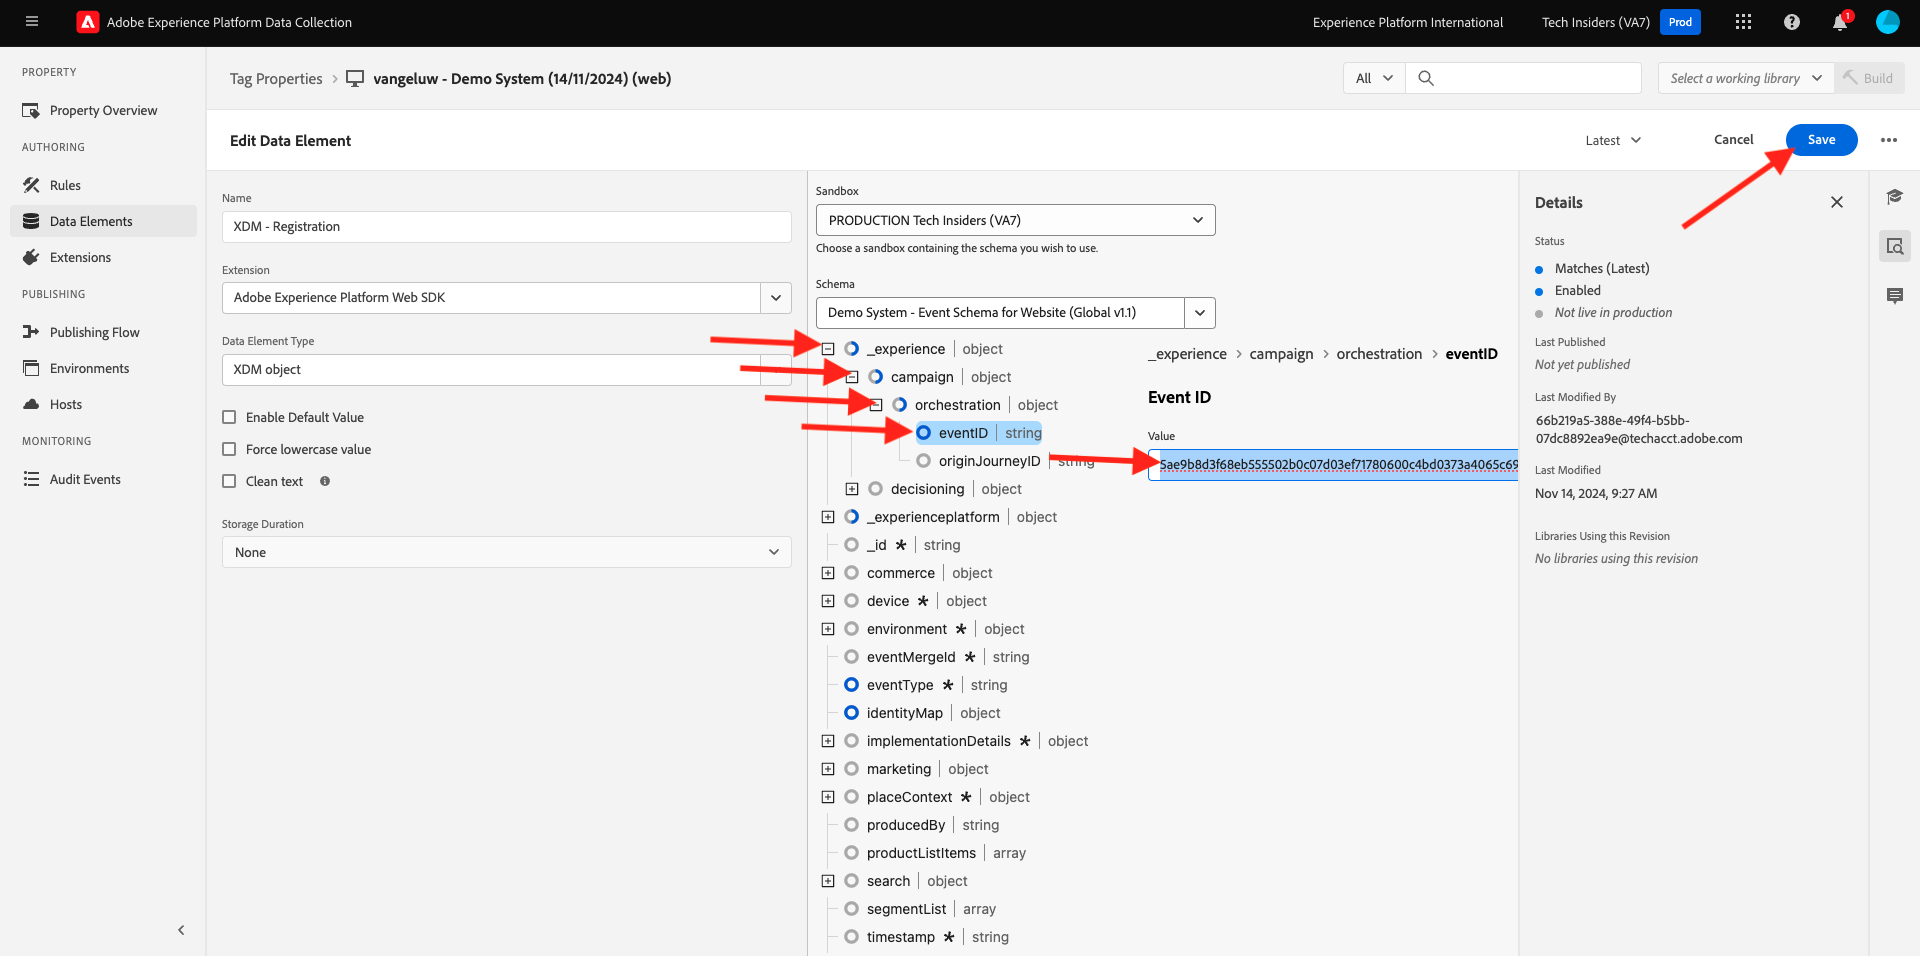 Adobe Experience Platform Data Collection
Experience Platform International
Tech Insiders (VA7)
Prod
1
PROPERTY
Property Overview
AUTHORING
Rules
Data Elements
Extensions
PUBLISHING
Publishing Flow
Environments
Hosts
MONITORING
Audit Events
Tag Properties
vangeluw - Demo System (14/11/2024) (web)
All
Select a working library
Build
Edit Data Element
Latest
Cancel
Save
Name
XDM - Registration
Extension
Adobe Experience Platform Web SDK
Data Element Type
XDM object
Enable Default Value
Force lowercase value
Clean text
Storage Duration
None
Sandbox
PRODUCTION Tech Insiders (VA7)
Choose a sandbox containing the schema you wish to use.
Schema
Demo System - Event Schema for Website (Global v1.1)
_experience | object
campaign | object
orchestration | object
eventID | string
originJourneyID | string
decisioning | object
_experienceplatform | object
_id * | string
commerce | object
device * | object
environment * | object
eventMergeId * | string
eventType * | string
identityMap | object
implementationDetails * | object
marketing | object
placeContext * | object
producedBy | string
productListItems | array
search | object
segmentList | array
timestamp * | string
_experience > campaign > orchestration > eventID
Event ID
Value
5ae9b8d3f68eb555502b0c07d03ef71780600c4bd0373a4065c69
Details
Status
Matches (Latest)
Enabled
Not live in production
Last Published
Not yet published
Last Modified By
66b219a5-388e-49f4-b5bb-
07dc8892ea9e@techacct.adobe.com
Last Modified
Nov 14, 2024, 9:27 AM
Libraries Using this Revision
No libraries using this revision